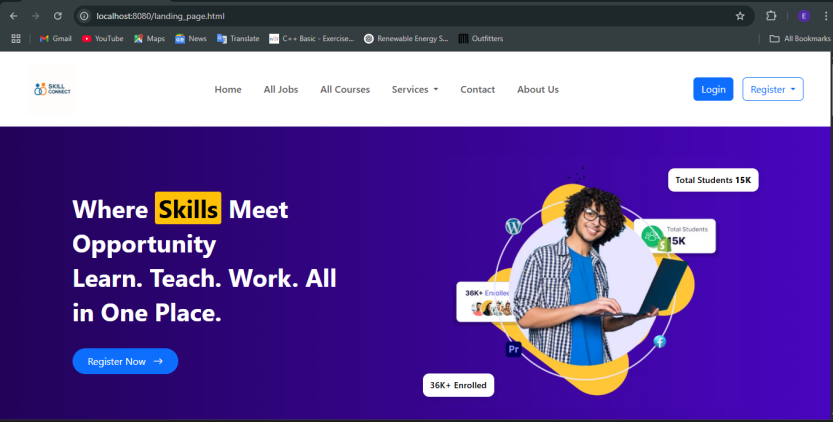 localhost:8080/landing_page.html
E
Gmail
YouTube
Maps
News
Translate
C++ Basic - Exercise...
Renewable Energy S...
Outfitters
All Bookmarks
SKILL
CONNECT
Home
All Jobs
All Courses
Services
Contact
About Us
Login
Register
Where Skills Meet
Opportunity
Learn. Teach. Work. All
in One Place.
Register Now →
Total Students 15K
Total Students
15K
36K+ Enrolled
Pr
36K+ Enrolled